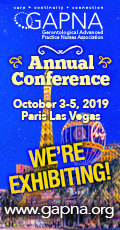 care • continuity • connection
GAPNA
Gerontological Advanced
Practice Nurses Association
Annual
Conference
October 3-5, 2019
Paris Las Vegas
WE'RE
EXHIBITING!
www.gapna.org